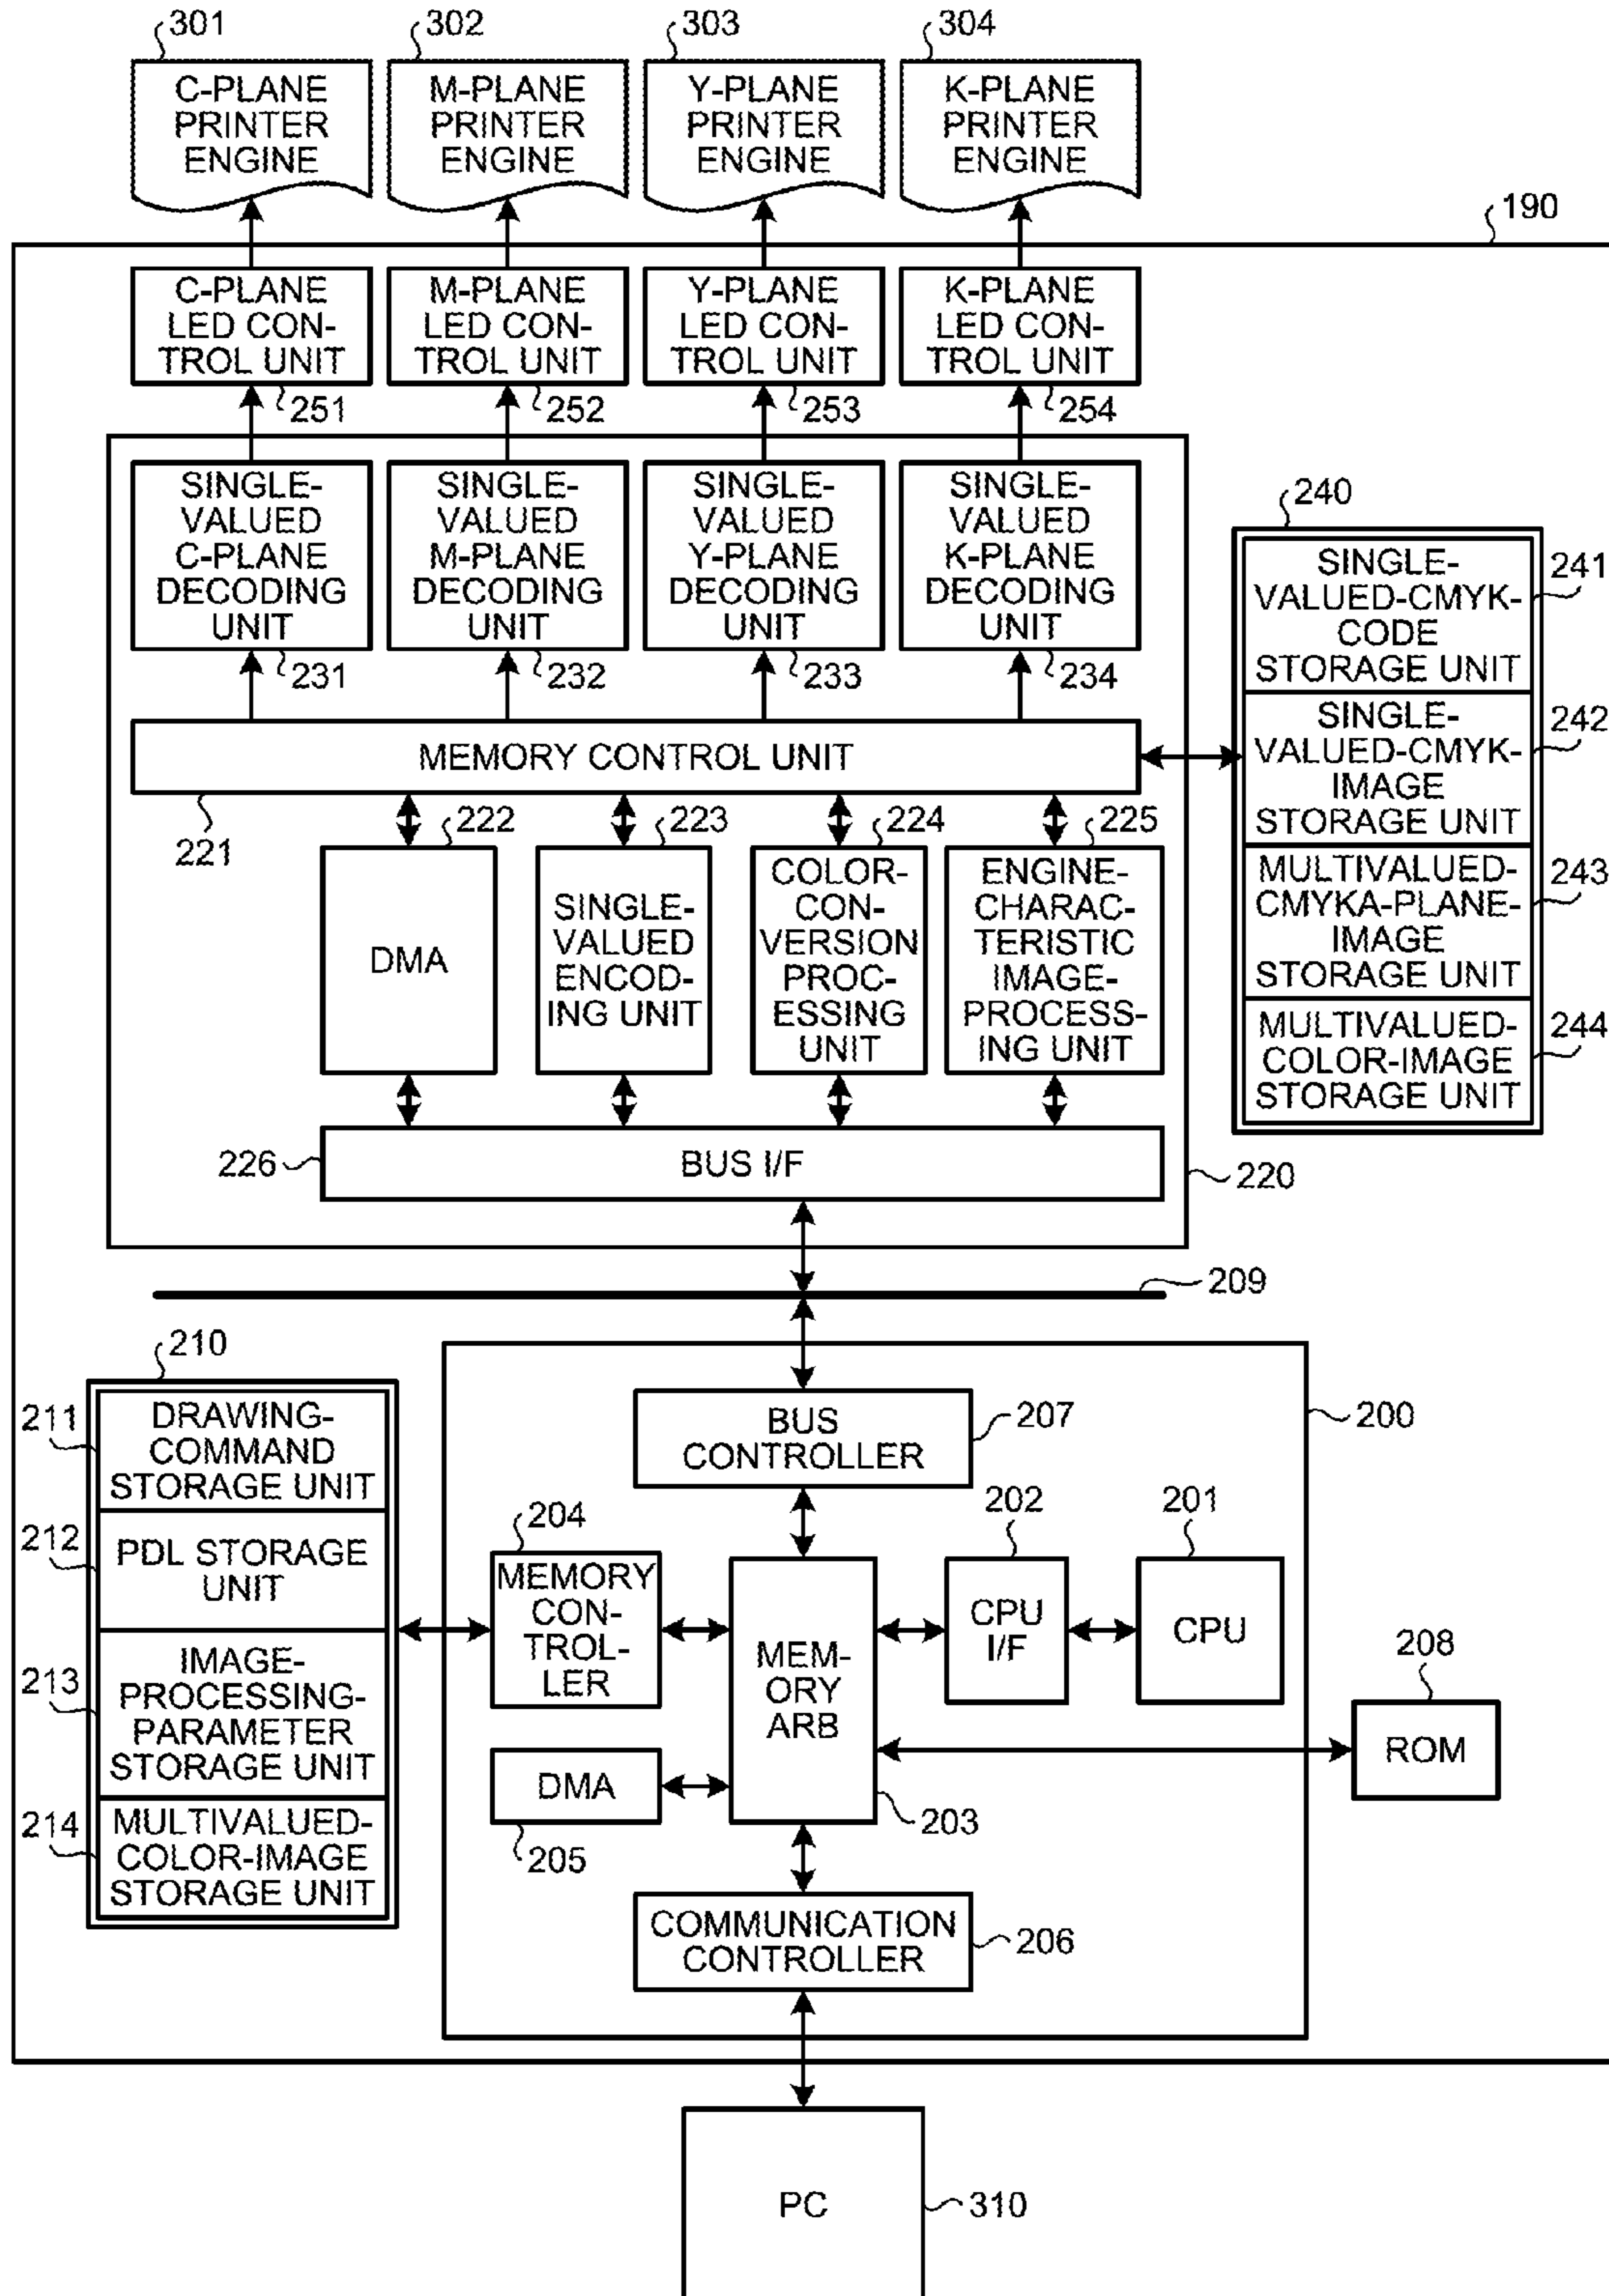 301
302
303
304
C-PLANE
PRINTER
ENGINE
M-PLANE
PRINTER
ENGINE
Y-PLANE
PRINTER
ENGINE
K-PLANE
PRINTER
ENGINE
190
C-PLANE
LED CON-
TROL UNIT
M-PLANE
LED CON-
TROL UNIT
Y-PLANE
LED CON-
TROL UNIT
K-PLANE
LED CON-
TROL UNIT
251
252
253
254
SINGLE-
VALUED
C-PLANE
DECODING
UNIT
SINGLE-
VALUED
M-PLANE
DECODING
UNIT
SINGLE-
VALUED
Y-PLANE
DECODING
UNIT
SINGLE-
VALUED
K-PLANE
DECODING
UNIT
231
232
233
234
240
SINGLE-
VALUED-CMYK-
CODE
STORAGE UNIT
241
SINGLE-
VALUED-CMYK-
IMAGE
STORAGE UNIT
242
MULTIVALUED-
CMYKA-PLANE-
IMAGE
STORAGE UNIT
243
MULTIVALUED-
COLOR-IMAGE
STORAGE UNIT
244
MEMORY CONTROL UNIT
221
222
223
224
225
DMA
SINGLE-
VALUED
ENCOD-
ING UNIT
COLOR-
CON-
VERSION
PROC-
ESSING
UNIT
ENGINE-
CHARAC-
TERISTIC
IMAGE-
PROCESS-
ING UNIT
226
BUS I/F
220
209
210
211
DRAWING-
COMMAND
STORAGE UNIT
212
PDL STORAGE
UNIT
213
IMAGE-
PROCESSING-
PARAMETER
STORAGE UNIT
214
MULTIVALUED-
COLOR-IMAGE
STORAGE UNIT
BUS
CONTROLLER
207
200
204
MEMORY
CON-
TROL-
LER
MEM-
ORY
ARB
203
202
CPU
I/F
201
CPU
208
ROM
DMA
205
COMMUNICATION
CONTROLLER
206
PC
310